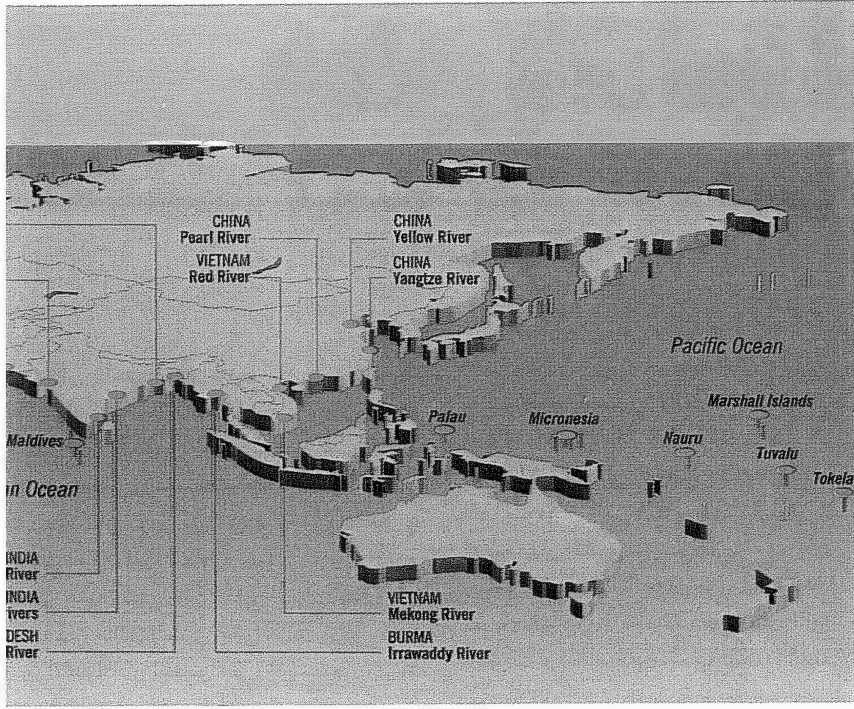 CHINA
Pearl River
CHINA
Yellow River
VIETNAM
Red River
CHINA
Yangtze River
Pacific Ocean
Marshall Islands
Palau
Micronesia
Maldives
Nauru
Tuvalu
Tokela
an Ocean
INDIA
River
INDIA
ivers
VIETNAM
Mekong River
DESH
River
BURMA
Irrawaddy River